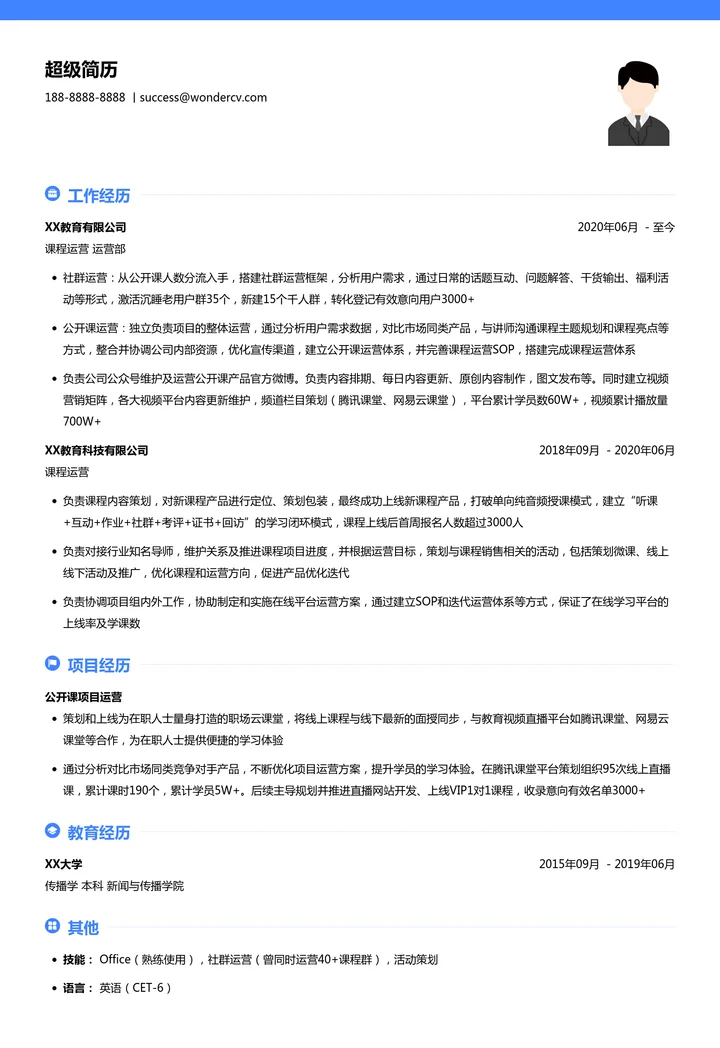 超级简历
188-8888-8888 | success@wondercv.com
工作经历
XX教育有限公司 2020年06月 - 至今
课程运营 运营部
• 社群运营：从公开课人数分流入手，搭建社群运营框架，分析用户需求，通过日常的话题互动、问题解答、干货输出、福利活
动等形式，激活沉睡老用户群35个，新建15个千人群，转化登记有效意向用户3000+
• 公开课运营：独立负责项目的整体运营，通过分析用户需求数据，对比市场同类产品，与讲师沟通课程主题规划和课程亮点等
方式，整合并协调公司内部资源，优化宣传渠道，建立公开课运营体系，并完善课程运营SOP，搭建完成课程运营体系
• 负责公司公众号维护及运营公开课产品官方微博。负责内容排期、每日内容更新、原创内容制作，图文发布等。同时建立视频
营销矩阵，各大视频平台内容更新维护，频道栏目策划（腾讯课堂、网易云课堂），平台累计学员数60W+，视频累计播放量
700W+
XX教育科技有限公司 2018年09月 - 2020年06月
课程运营
• 负责课程内容策划，对新课程产品进行定位、策划包装，最终成功上线新课程产品，打破单向纯音频授课模式，建立“听课
+互动+作业+社群+考评+证书+回访”的学习闭环模式，课程上线后首周报名人数超过3000人
• 负责对接行业知名导师，维护关系及推进课程项目进度，并根据运营目标，策划与课程销售相关的活动，包括策划微课、线上
线下活动及推广，优化课程和运营方向，促进产品优化迭代
• 负责协调项目组内外工作，协助制定和实施在线平台运营方案，通过建立SOP和迭代运营体系等方式，保证了在线学习平台的
上线率及学课数
项目经历
公开课项目运营
• 策划和上线为在职人士量身打造的职场云课堂，将线上课程与线下最新的面授同步，与教育视频直播平台如腾讯课堂、网易云
课堂等合作，为在职人士提供便捷的学习体验
• 通过分析对比市场同类竞争对手产品，不断优化项目运营方案，提升学员的学习体验。在腾讯课堂平台策划组织95次线上直播
课，累计课时190个，累计学员5W+。后续主导规划并推进直播网站开发、上线VIP1对1课程，收录意向有效名单3000+
教育经历
XX大学 2015年09月 - 2019年06月
传播学 本科 新闻与传播学院
其他
• 技能： Office（熟练使用），社群运营（曾同时运营40+课程群），活动策划
• 语言： 英语（CET-6）